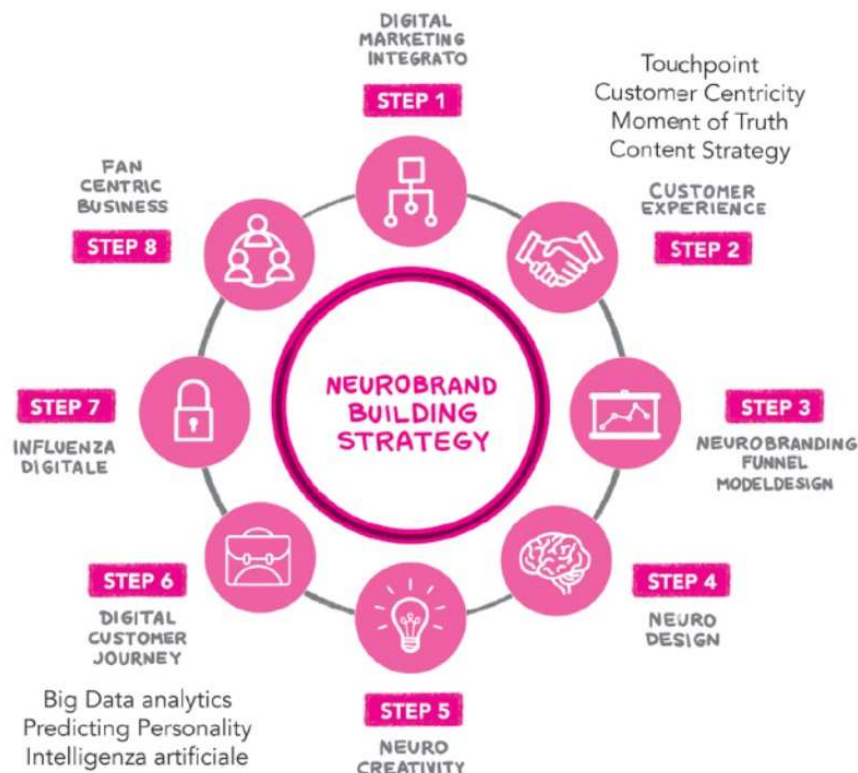 DIGITAL
MARKETING
INTEGRATO
STEP 1
Touchpoint
Customer Centricity
Moment of Truth
Content Strategy
CUSTOMER
EXPERIENCE
STEP 2
STEP 3
NEUROBRANDING
FUNNEL
MODELDESIGN
STEP 4
NEURO
DESIGN
STEP 5
NEURO
CREATIVITY
STEP 6
DIGITAL
CUSTOMER
JOURNEY
Big Data analytics
Predicting Personality
Intelligenza artificiale
STEP 7
INFLUENZA
DIGITALE
FAN
CENTRIC
BUSINESS
STEP 8
NEUROBRAND
BUILDING
STRATEGY